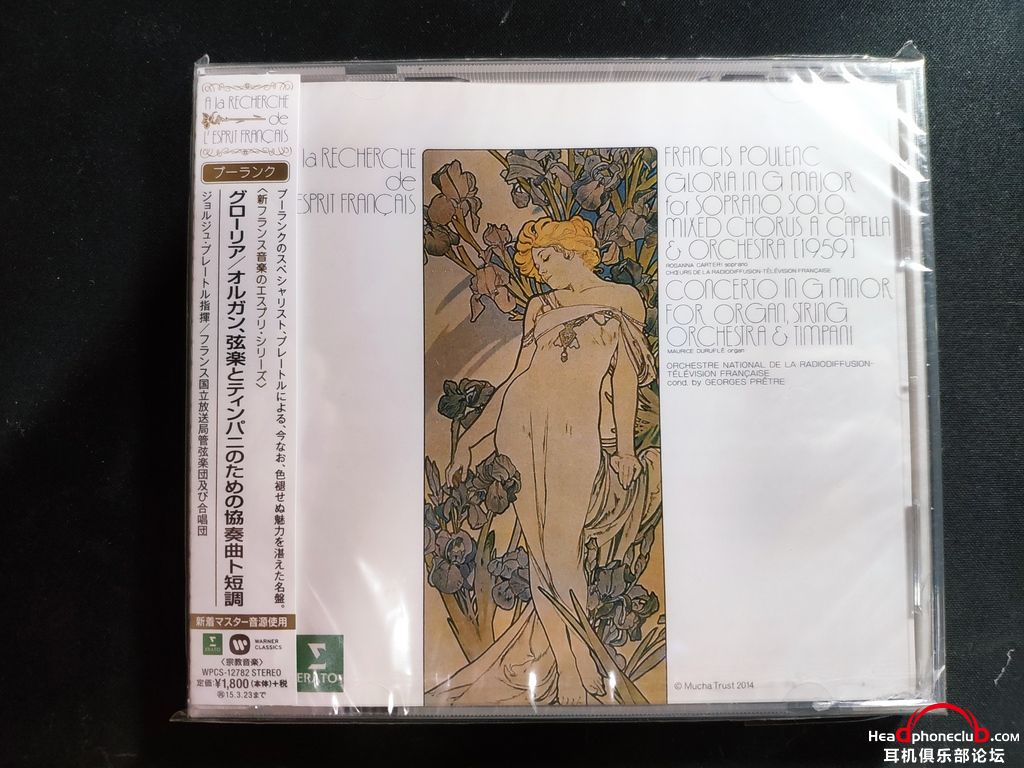 A la RECHERCHE
de
L'ESPRIT FRANÇAIS
プーランク
プーランクのスペシャリスト、プレートルによる、今なお、色褪せぬ魅力を湛えた名盤。
〈新フランス音楽のエスプリ・シリーズ〉
グローリア/オルガン、弦楽とティンパニのための協奏曲ト短調
ジョルジュ・プレートル指揮/フランス国立放送局管弦楽団及び合唱団
新着マスター音源使用
ERATO
WARNER
CLASSICS
〈宗教音楽〉
WPCS-12782 STEREO
定価:¥1,800(本体)+税
15.3.23まで
la RECHERCHE
de
ESPRIT FRANÇAIS
FRANCIS POULENC
GLORIA IN G MAJOR
for SOPRANO SOLO,
MIXED CHORUS A CAPELLA
& ORCHESTRA [1959]
ROSANNA CARTERI soprano
CHŒURS DE LA RADIODIFFUSION-TÉLÉVISION FRANÇAISE
CONCERTO IN G MINOR
FOR ORGAN, STRING
ORCHESTRA & TIMPANI
MAURICE DURUFLÉ organ
ORCHESTRE NATIONAL DE LA RADIODIFFUSION-
TÉLÉVISION FRANÇAISE
cond. by GEORGES PRÊTRE
ERATO
© Mucha Trust 2014
HeadphoneclubD.com
耳机俱乐部论坛